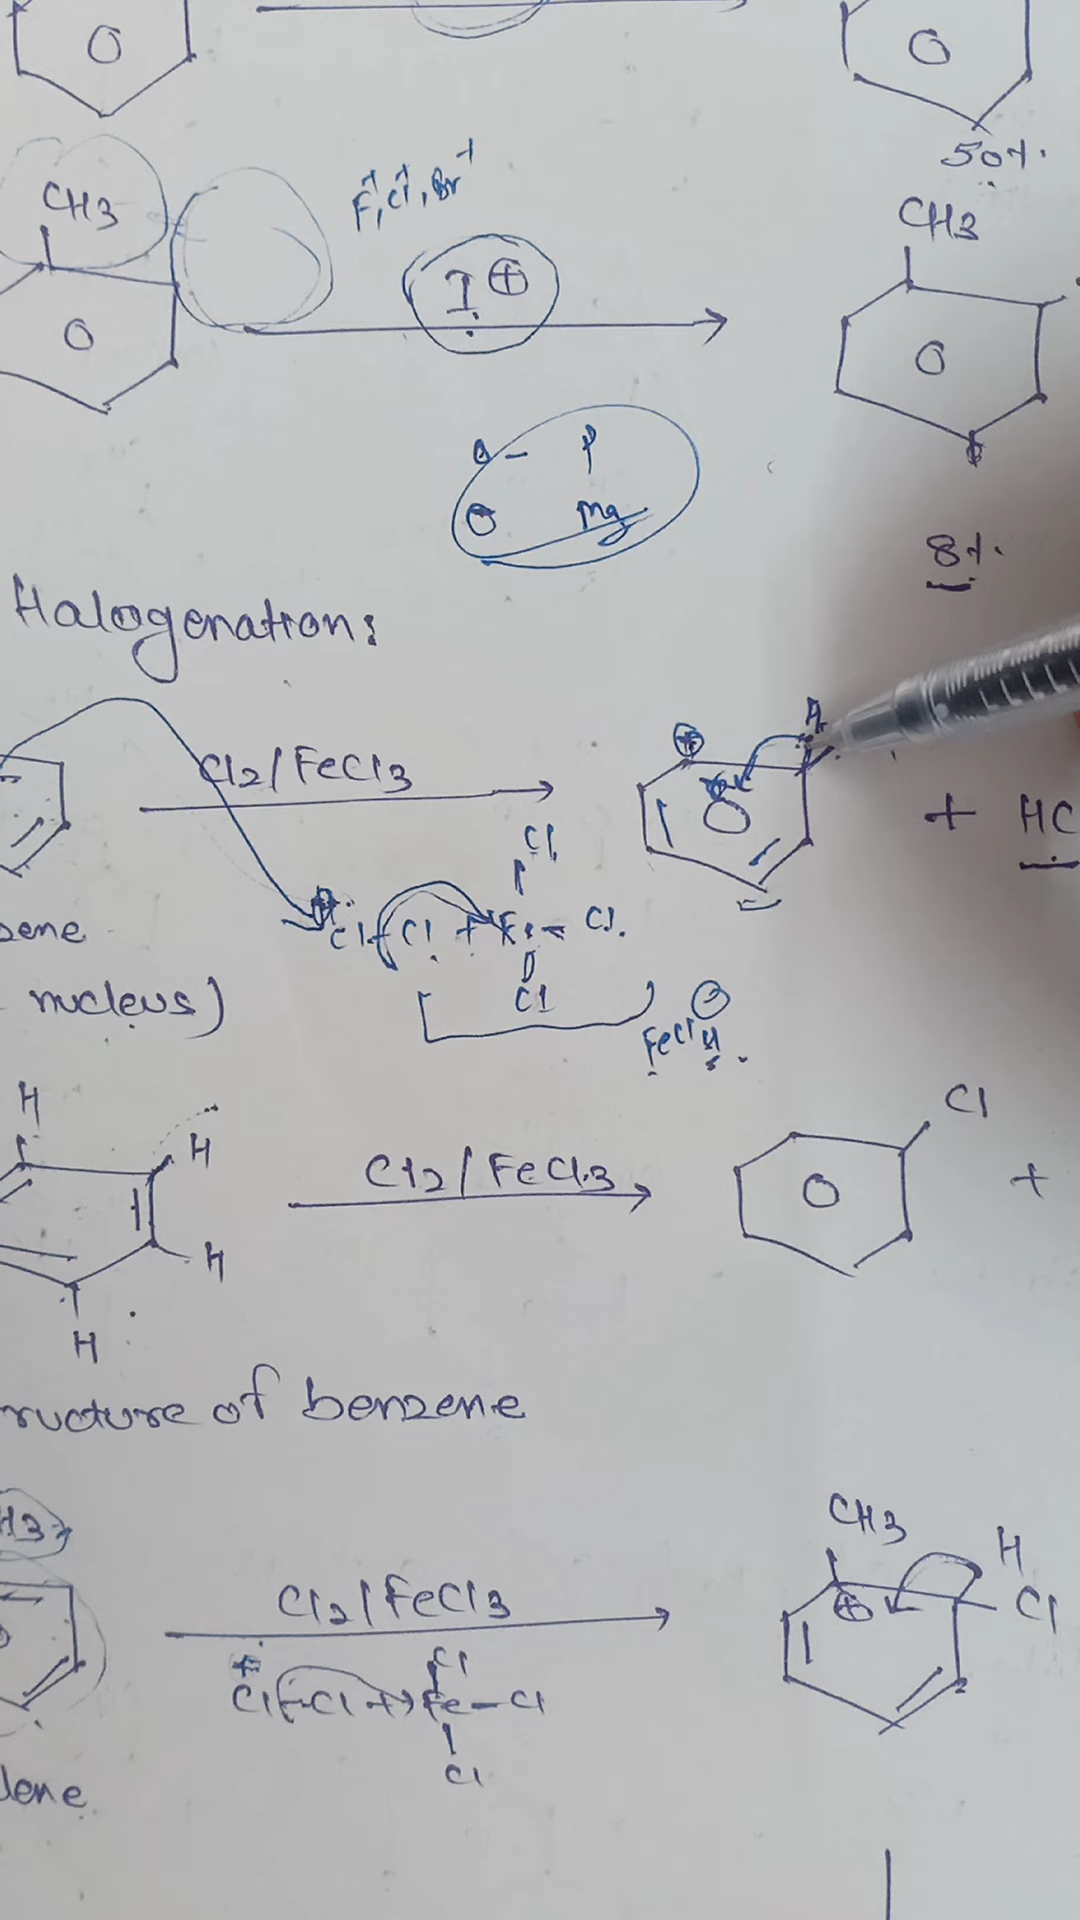 50%.
CH3
F+, Cl+, Br+
I ⊕
CH3
O - P
O Mg
8%.
Halogenation:
Cl2/FeCl3
H
+ HC
Cl
Cl Cl + Fe - Cl.
Cl
nucleus)
FeCl4 ⊖
H
H
H
H
Cl2/FeCl3
Cl
+
ructure of benzene
H3
CH3
H
Cl
Cl2/FeCl3
+
Cl
Cl-Cl + Fe-Cl
Cl